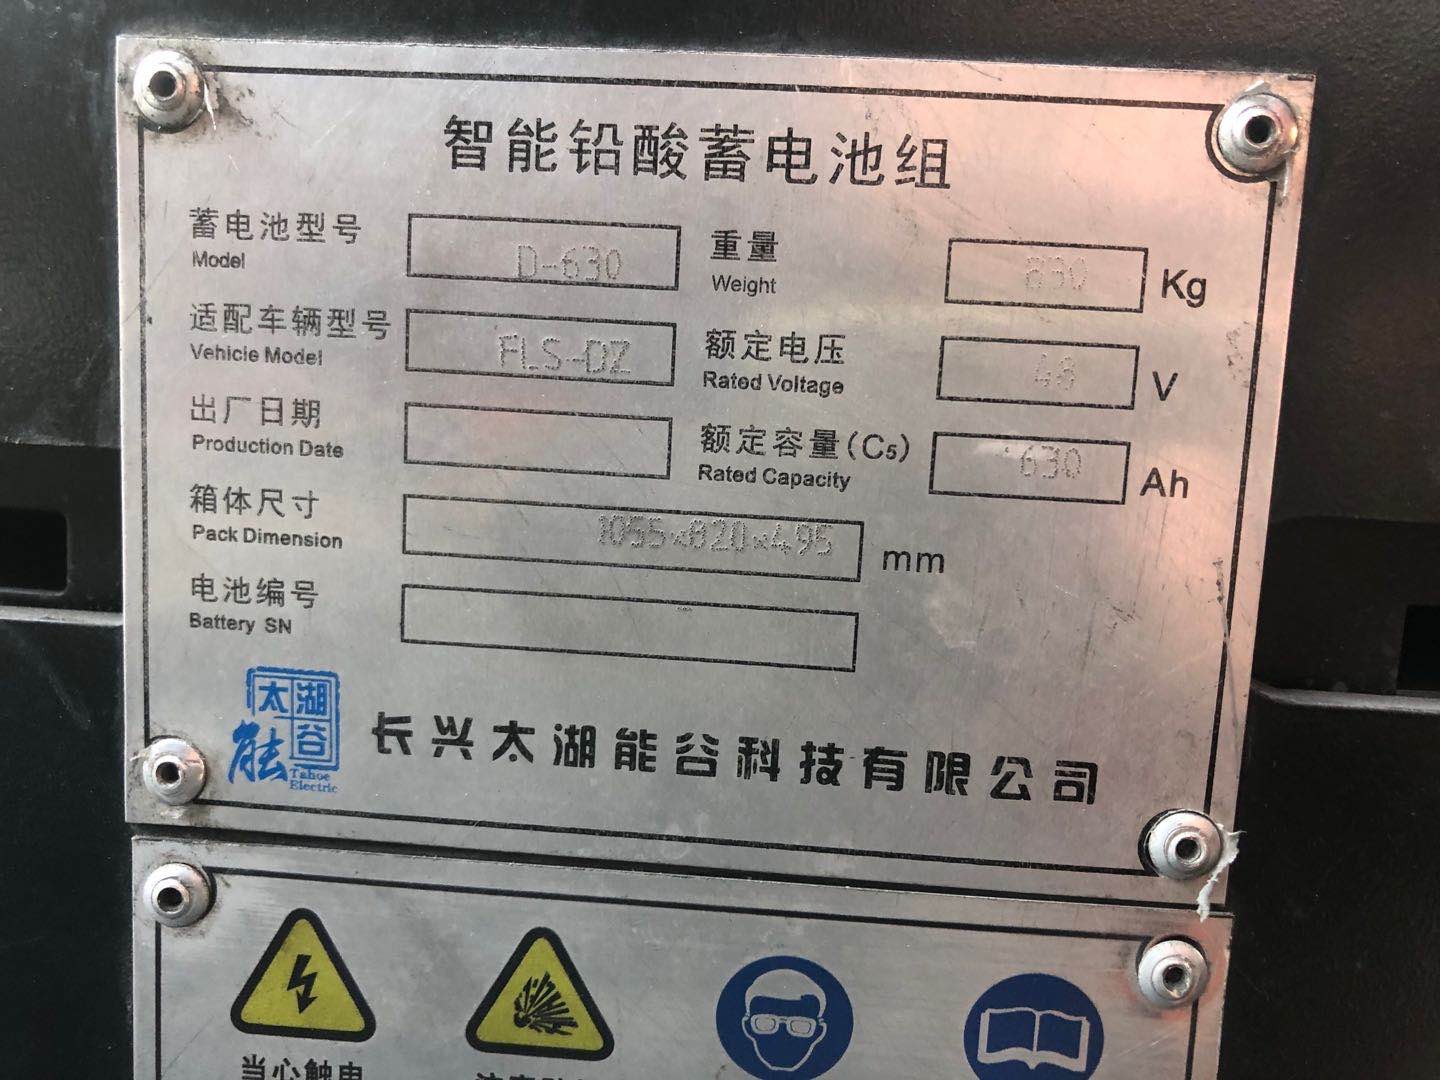 智能铅酸蓄电池组
蓄电池型号 D-630 重量 830 Kg
Model Weight
适配车辆型号 FLS-DZ 额定电压 48 V
Vehicle Model Rated Voltage
出厂日期 额定容量(C5) 630 Ah
Production Date Rated Capacity
箱体尺寸 1055×820×495 mm
Pack Dimension
电池编号
Battery SN
太湖
能谷
Tahoe
Electric
长兴太湖能谷科技有限公司
当心触电